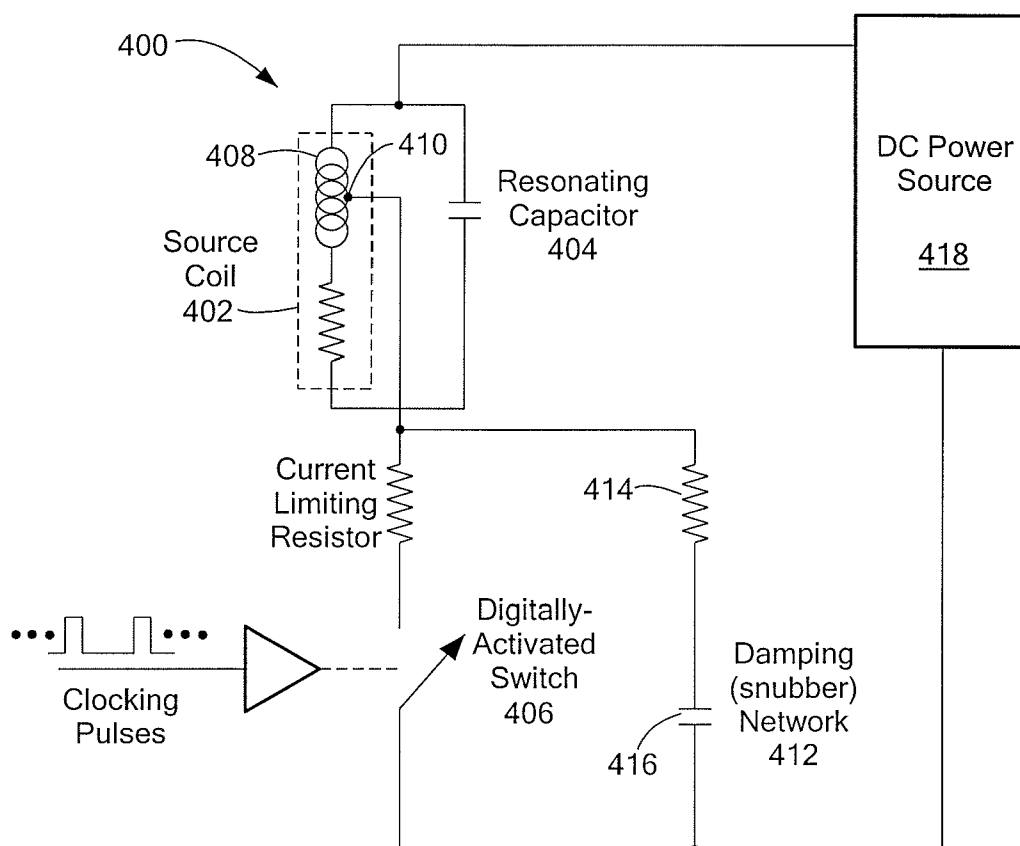 400
408
410
DC Power
Source
418
Resonating
Capacitor
404
Source
Coil
402
Current
Limiting
Resistor
414
Digitally-
Activated
Switch
406
Clocking
Pulses
416
Damping
(snubber)
Network
412